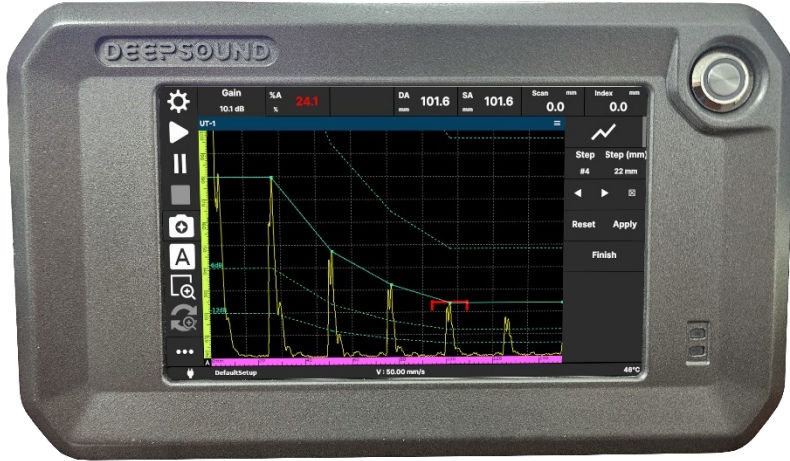 DEEPSOUND
Gain
10.1 dB
%A
%
24.1
DA
mm
101.6
SA
mm
101.6
Scan mm
0.0
Index mm
0.0
UT-1
Step Step (mm)
#4 22 mm
Reset Apply
Finish
-6dB
-12dB
A
A
DefaultSetup
V : 50.00 mm/s
46°C